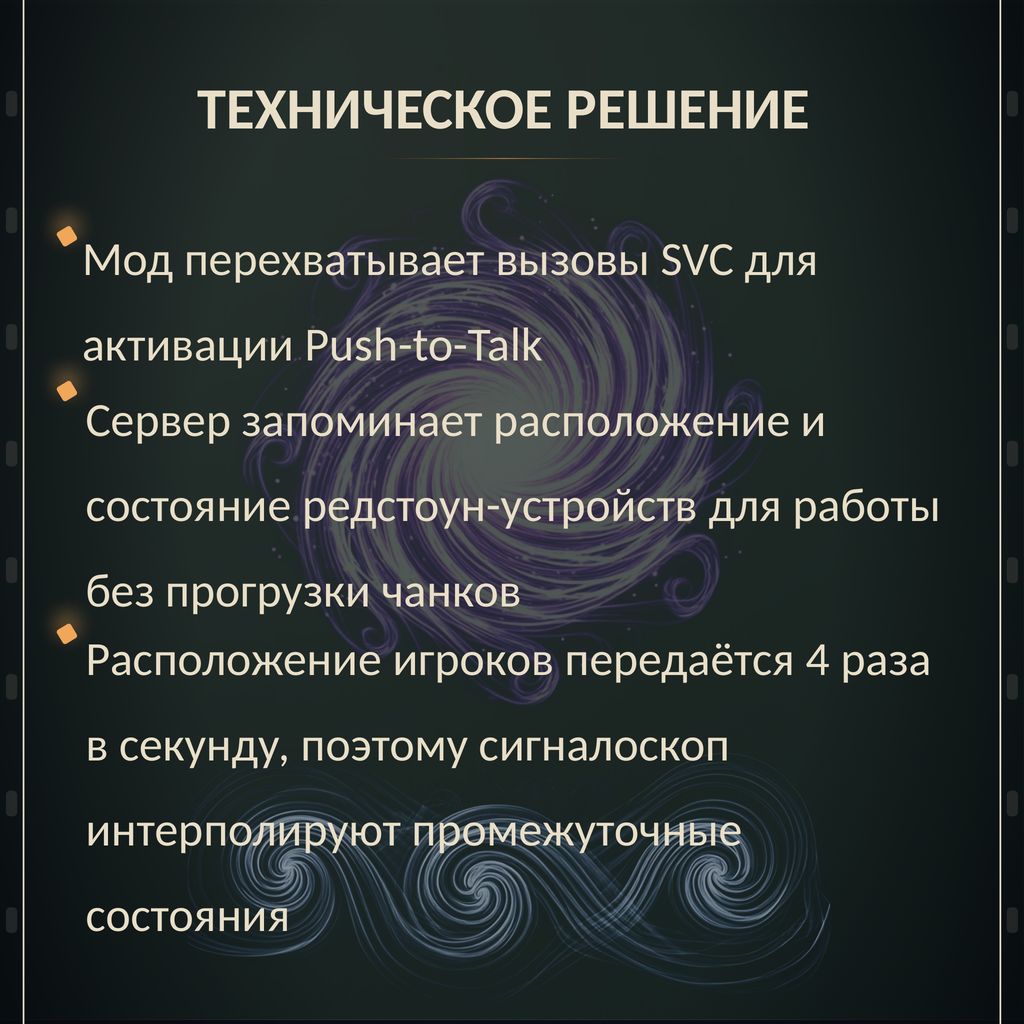 ТЕХНИЧЕСКОЕ РЕШЕНИЕ
Мод перехватывает вызовы SVC для
активации Push-to-Talk
Сервер запоминает расположение и
состояние редстоун-устройств для работы
без прогрузки чанков
Расположение игроков передаётся 4 раза
в секунду, поэтому сигналоскоп
интерполируют промежуточные
состояния